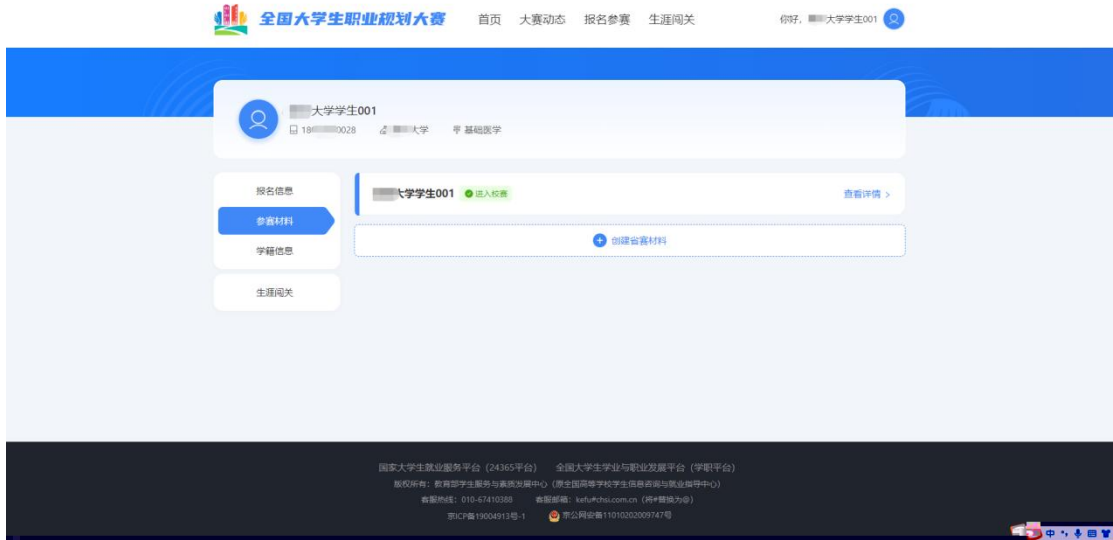 全国大学生职业规划大赛 首页 大赛动态 报名参赛 生涯闯关 你好, 大学学生001
大学学生001
18 0028 大学 基础医学
报名信息
参赛材料
学籍信息
生涯闯关
大学学生001 进入校赛 查看详情 >
创建省赛材料
国家大学生就业服务平台（24365平台） 全国大学生学业与职业发展平台（学职平台）
版权所有：教育部学生服务与素质发展中心（原全国高等学校学生信息咨询与就业指导中心）
客服热线：010-67410388 客服邮箱：kefu#chsi.com.cn（将#替换为@）
京ICP备19004913号-1 京公网安备11010202009747号
中